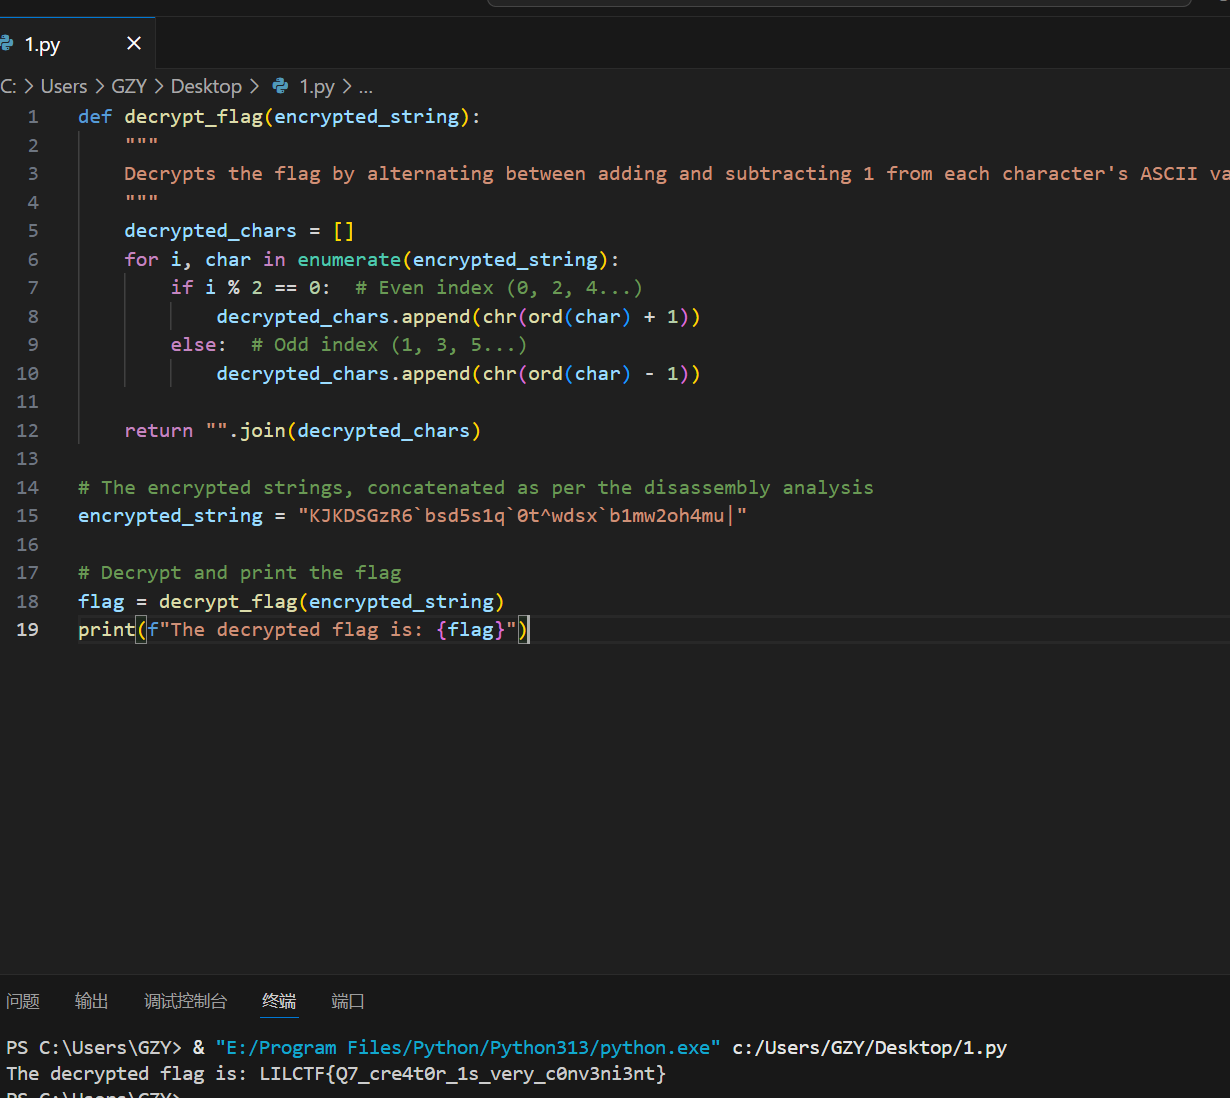 1.py
C: > Users > GZY > Desktop > 1.py > ...
1 def decrypt_flag(encrypted_string):
2     """
3     Decrypts the flag by alternating between adding and subtracting 1 from each character's ASCII
4     """
5     decrypted_chars = []
6     for i, char in enumerate(encrypted_string):
7         if i % 2 == 0:  # Even index (0, 2, 4...)
8             decrypted_chars.append(chr(ord(char) + 1))
9         else:  # Odd index (1, 3, 5...)
10             decrypted_chars.append(chr(ord(char) - 1))
11
12     return "".join(decrypted_chars)
13
14 # The encrypted strings, concatenated as per the disassembly analysis
15 encrypted_string = "KJKDSGzR6`bsd5s1q`0t^wdsx`b1mw2oh4mu|"
16
17 # Decrypt and print the flag
18 flag = decrypt_flag(encrypted_string)
19 print(f"The decrypted flag is: {flag}")
问题 输出 调试控制台 终端 端口
PS C:\Users\GZY> & "E:/Program Files/Python/Python313/python.exe" c:/Users/GZY/Desktop/1.py
The decrypted flag is: LILCTF{Q7_cre4t0r_1s_very_c0nv3ni3nt}
PS C:\Users\GZY>